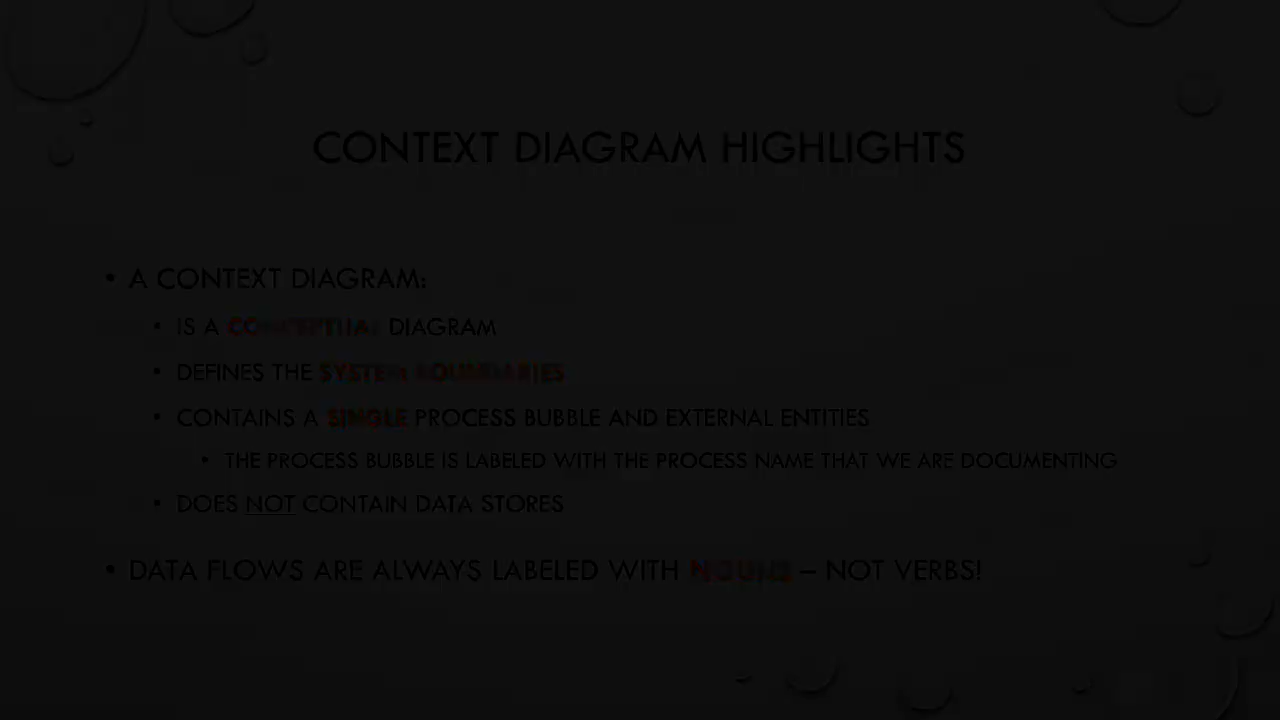 CONTEXT DIAGRAM HIGHLIGHTS
• A CONTEXT DIAGRAM:
• IS A CONCEPTUAL DIAGRAM
• DEFINES THE SYSTEM BOUNDARIES
• CONTAINS A SINGLE PROCESS BUBBLE AND EXTERNAL ENTITIES
• THE PROCESS BUBBLE IS LABELED WITH THE PROCESS NAME THAT WE ARE DOCUMENTING
• DOES NOT CONTAIN DATA STORES
• DATA FLOWS ARE ALWAYS LABELED WITH NOUNS – NOT VERBS!